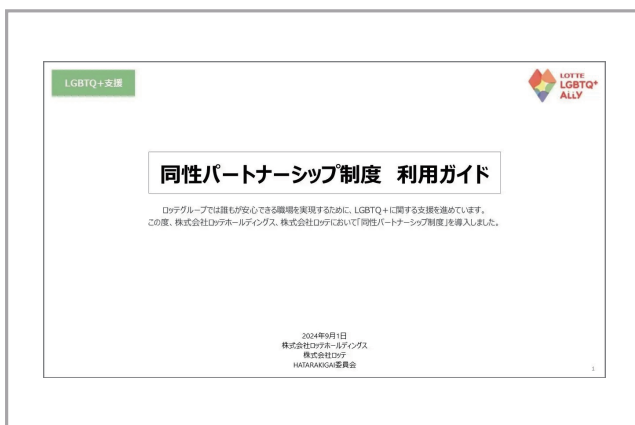 LGBTQ+支援
LOTTE
LGBTQ+
ALLY
同性パートナーシップ制度 利用ガイド
ロッテグループでは誰もが安心できる職場を実現するために、LGBTQ+に関する支援を進めています。
この度、株式会社ロッテホールディングス、株式会社ロッテにおいて「同性パートナーシップ制度」を導入しました。
2024年9月1日
株式会社ロッテホールディングス
株式会社ロッテ
HATARAKIGAI委員会
1